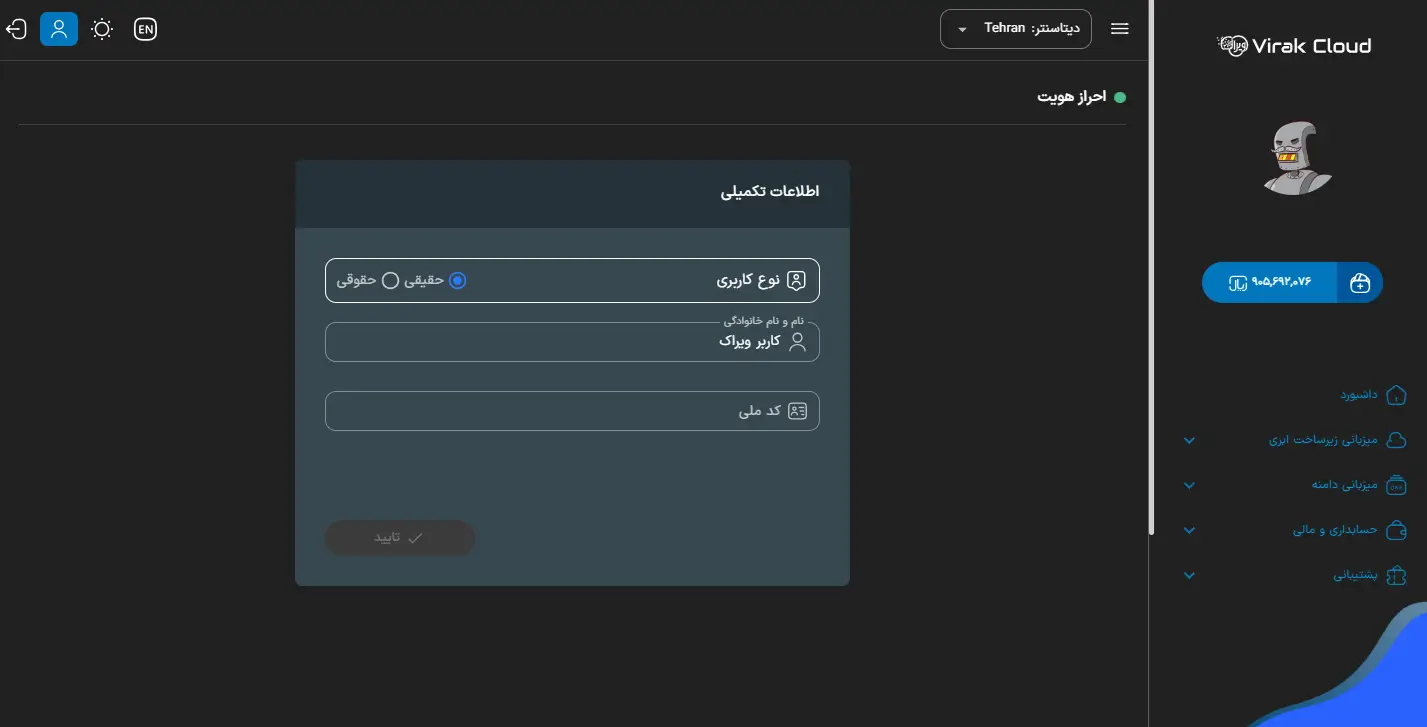 Virak Cloud
دیتاسنتر: Tehran
EN
احراز هویت
اطلاعات تکمیلی
نوع کاربری
حقیقی
حقوقی
نام و نام خانوادگی
کاربر ویراک
کد ملی
تایید
۹۰۵,۶۹۲,۰۷۶ ریال
داشبورد
میزبانی زیرساخت ابری
میزبانی دامنه
حسابداری و مالی
پشتیبانی